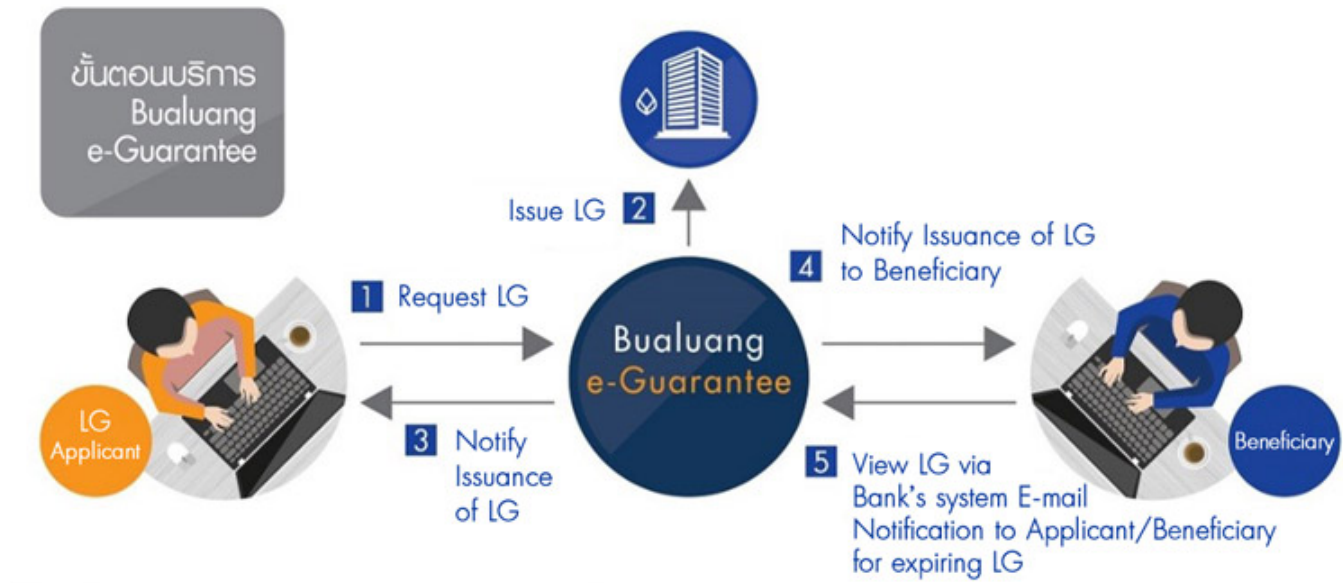 ขั้นตอนบริการ
Bualuang
e-Guarantee
Issue LG 2
1 Request LG
4 Notify Issuance of LG
to Beneficiary
Bualuang
e-Guarantee
LG
Applicant
3 Notify
Issuance
of LG
Beneficiary
5 View LG via
Bank's system E-mail
Notification to Applicant/Beneficiary
for expiring LG